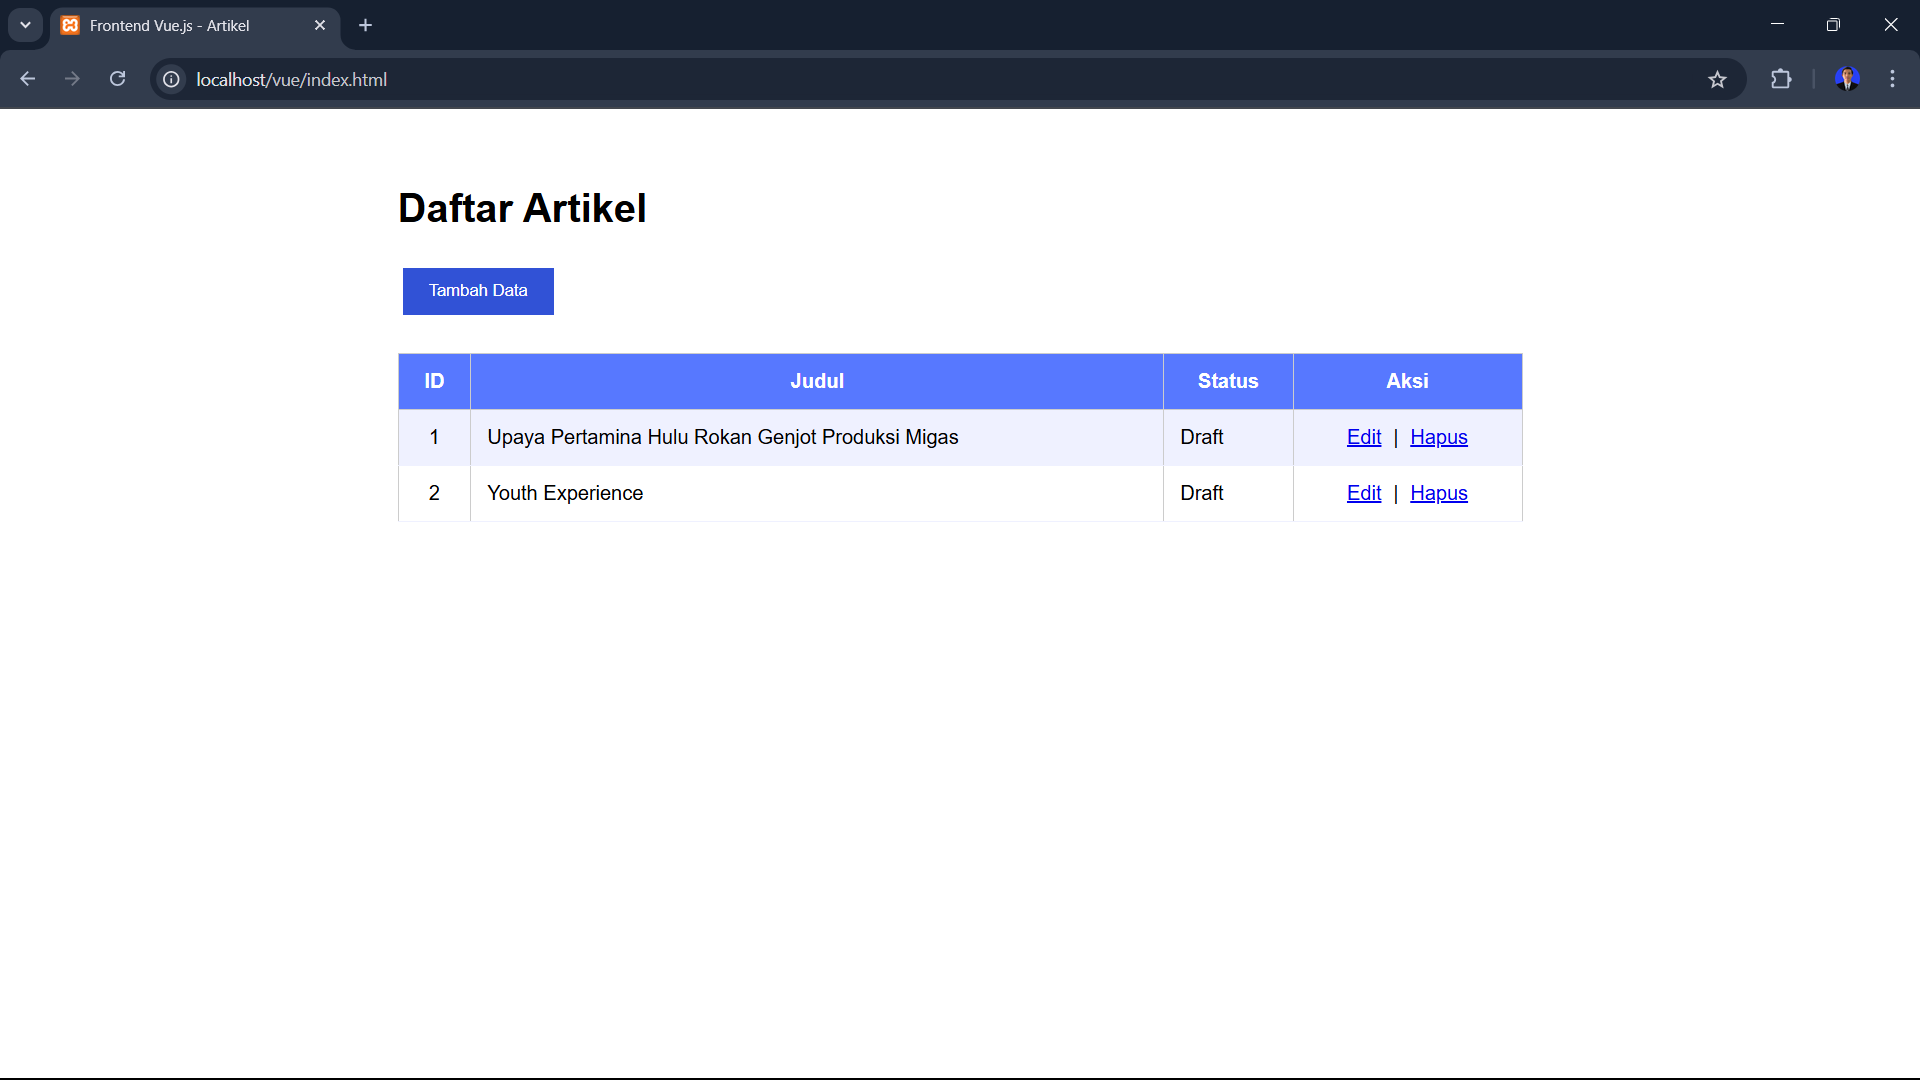 Frontend Vue.js - Artikel
localhost/vue/index.html
Daftar Artikel
Tambah Data
ID Judul Status Aksi
1 Upaya Pertamina Hulu Rokan Genjot Produksi Migas Draft Edit | Hapus
2 Youth Experience Draft Edit | Hapus